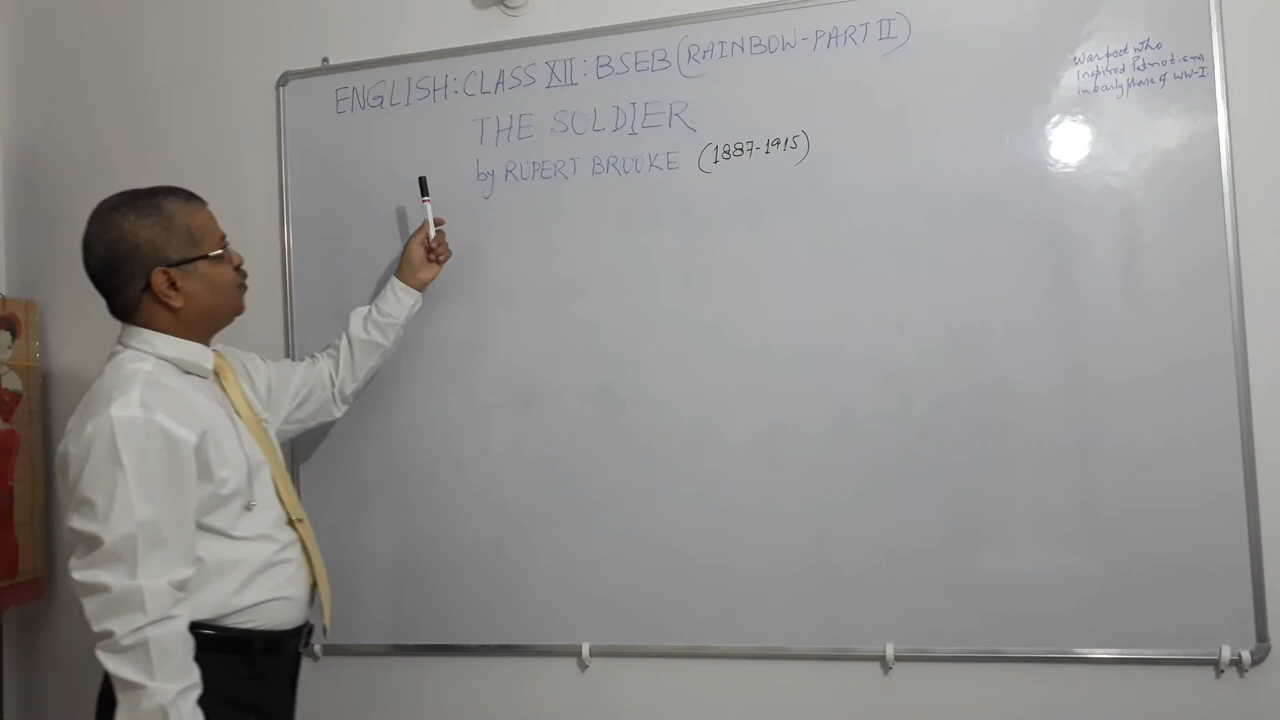 ENGLISH: CLASS XII: BSEB (RAINBOW-PART II)
THE SOLDIER
by RUPERT BROOKE (1887-1915)
War poet who
inspired Patriotism
in early phase of WW-I.